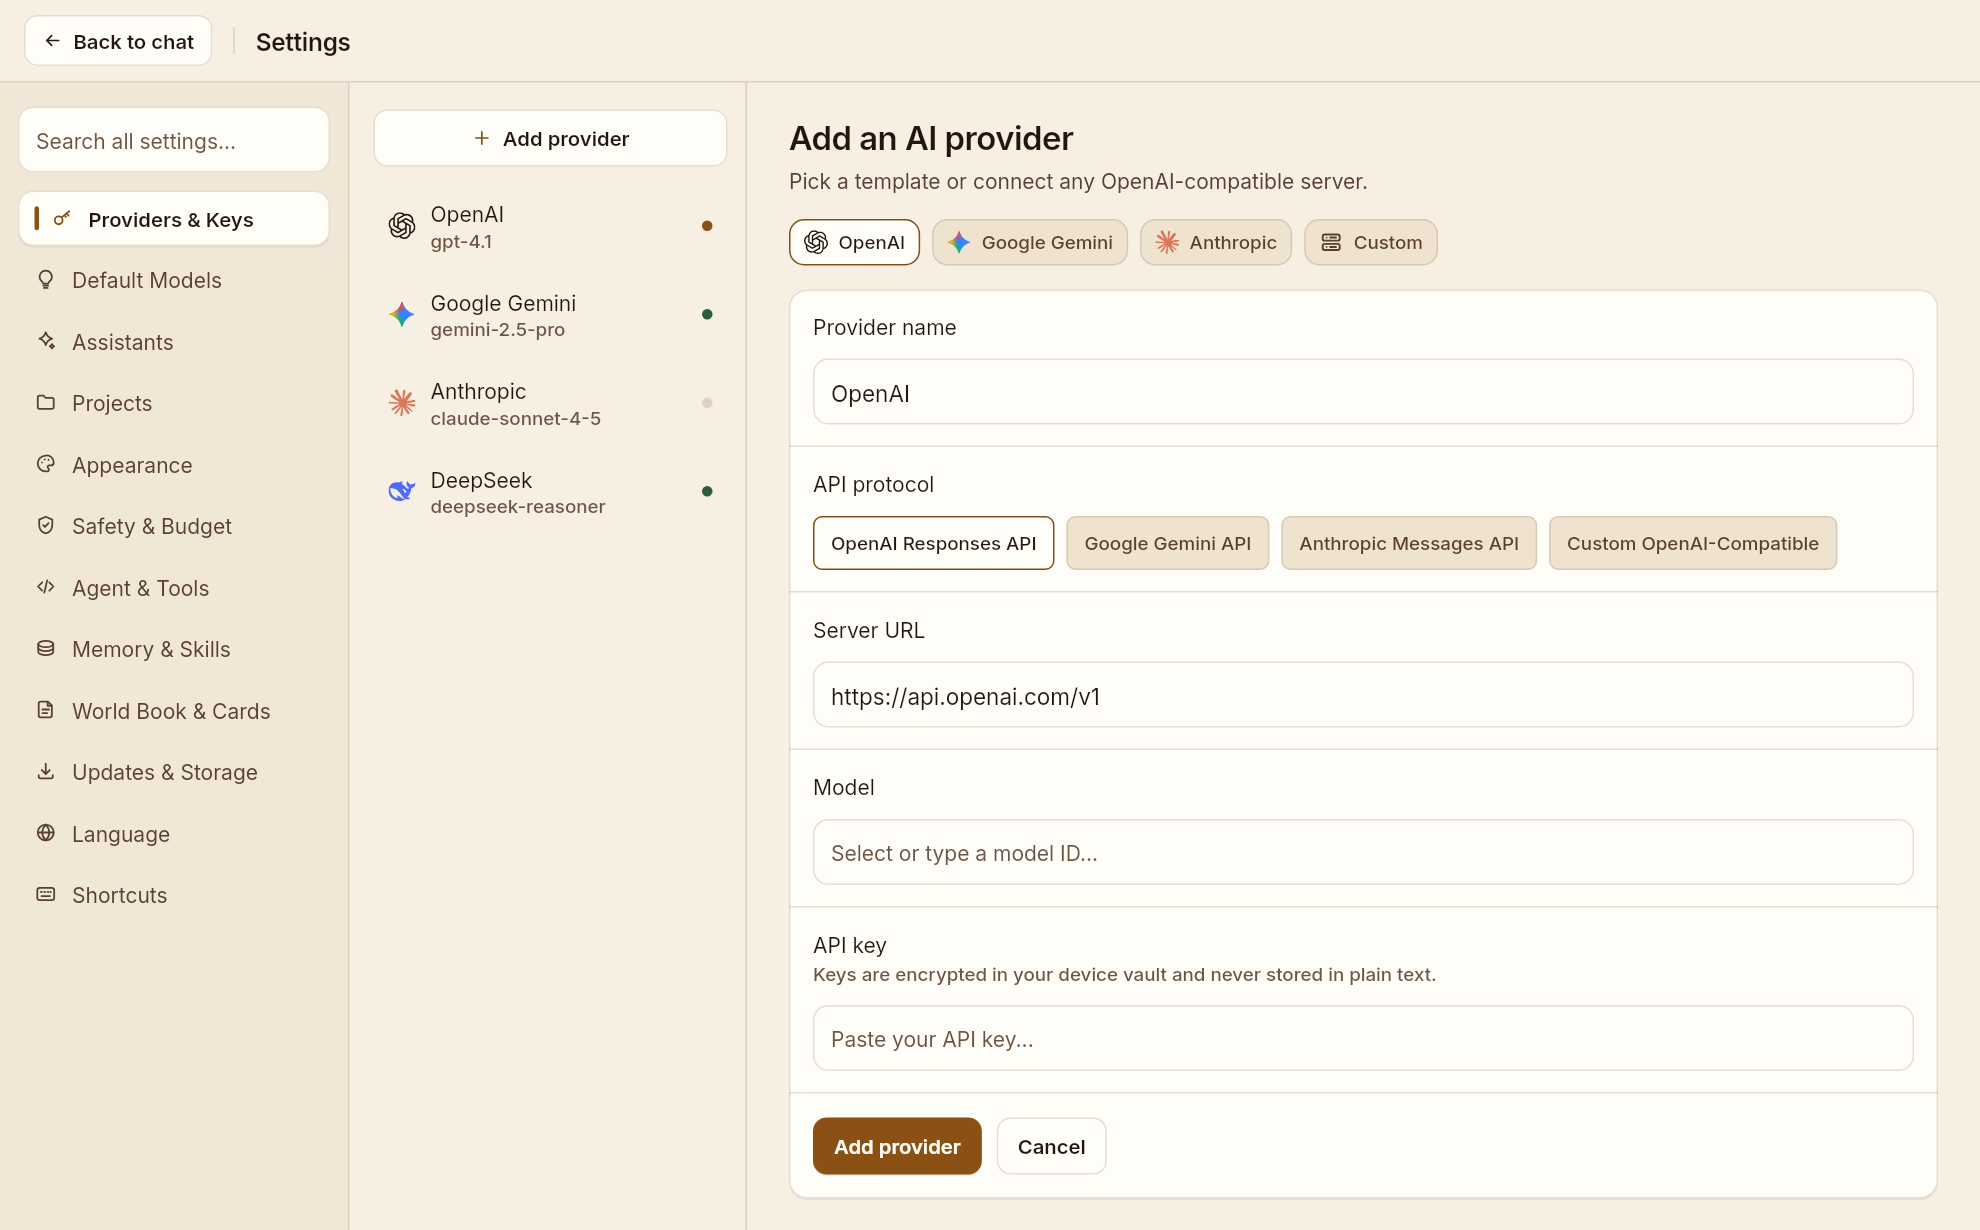 Back to chat
Settings
Search all settings...
Providers & Keys
Default Models
Assistants
Projects
Appearance
Safety & Budget
Agent & Tools
Memory & Skills
World Book & Cards
Updates & Storage
Language
Shortcuts
Add provider
OpenAI
gpt-4.1
Google Gemini
gemini-2.5-pro
Anthropic
claude-sonnet-4-5
DeepSeek
deepseek-reasoner
Add an AI provider
Pick a template or connect any OpenAI-compatible server.
OpenAI
Google Gemini
Anthropic
Custom
Provider name
OpenAI
API protocol
OpenAI Responses API
Google Gemini API
Anthropic Messages API
Custom OpenAI-Compatible
Server URL
https://api.openai.com/v1
Model
Select or type a model ID...
API key
Keys are encrypted in your device vault and never stored in plain text.
Paste your API key...
Add provider
Cancel